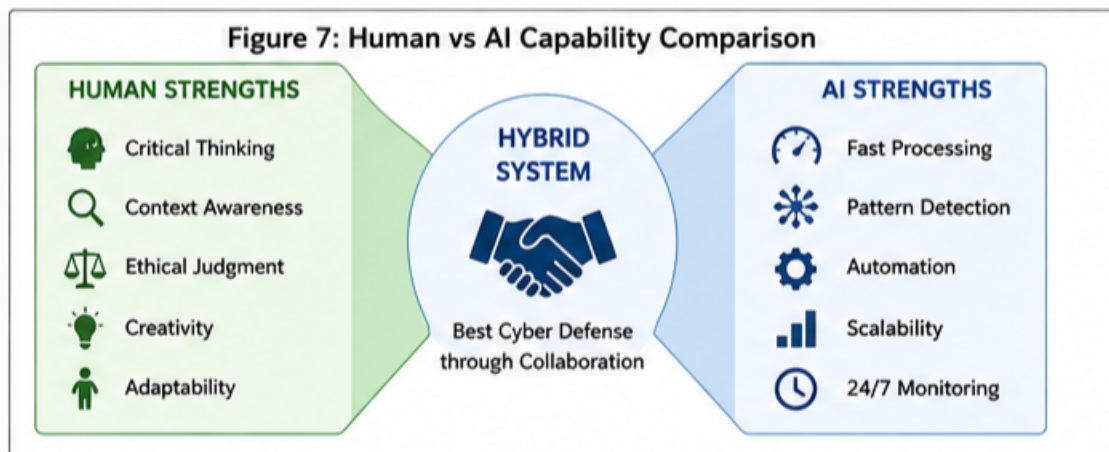 Figure 7: Human vs AI Capability Comparison
HUMAN STRENGTHS
Critical Thinking
Context Awareness
Ethical Judgment
Creativity
Adaptability
HYBRID
SYSTEM
Best Cyber Defense
through Collaboration
AI STRENGTHS
Fast Processing
Pattern Detection
Automation
Scalability
24/7 Monitoring